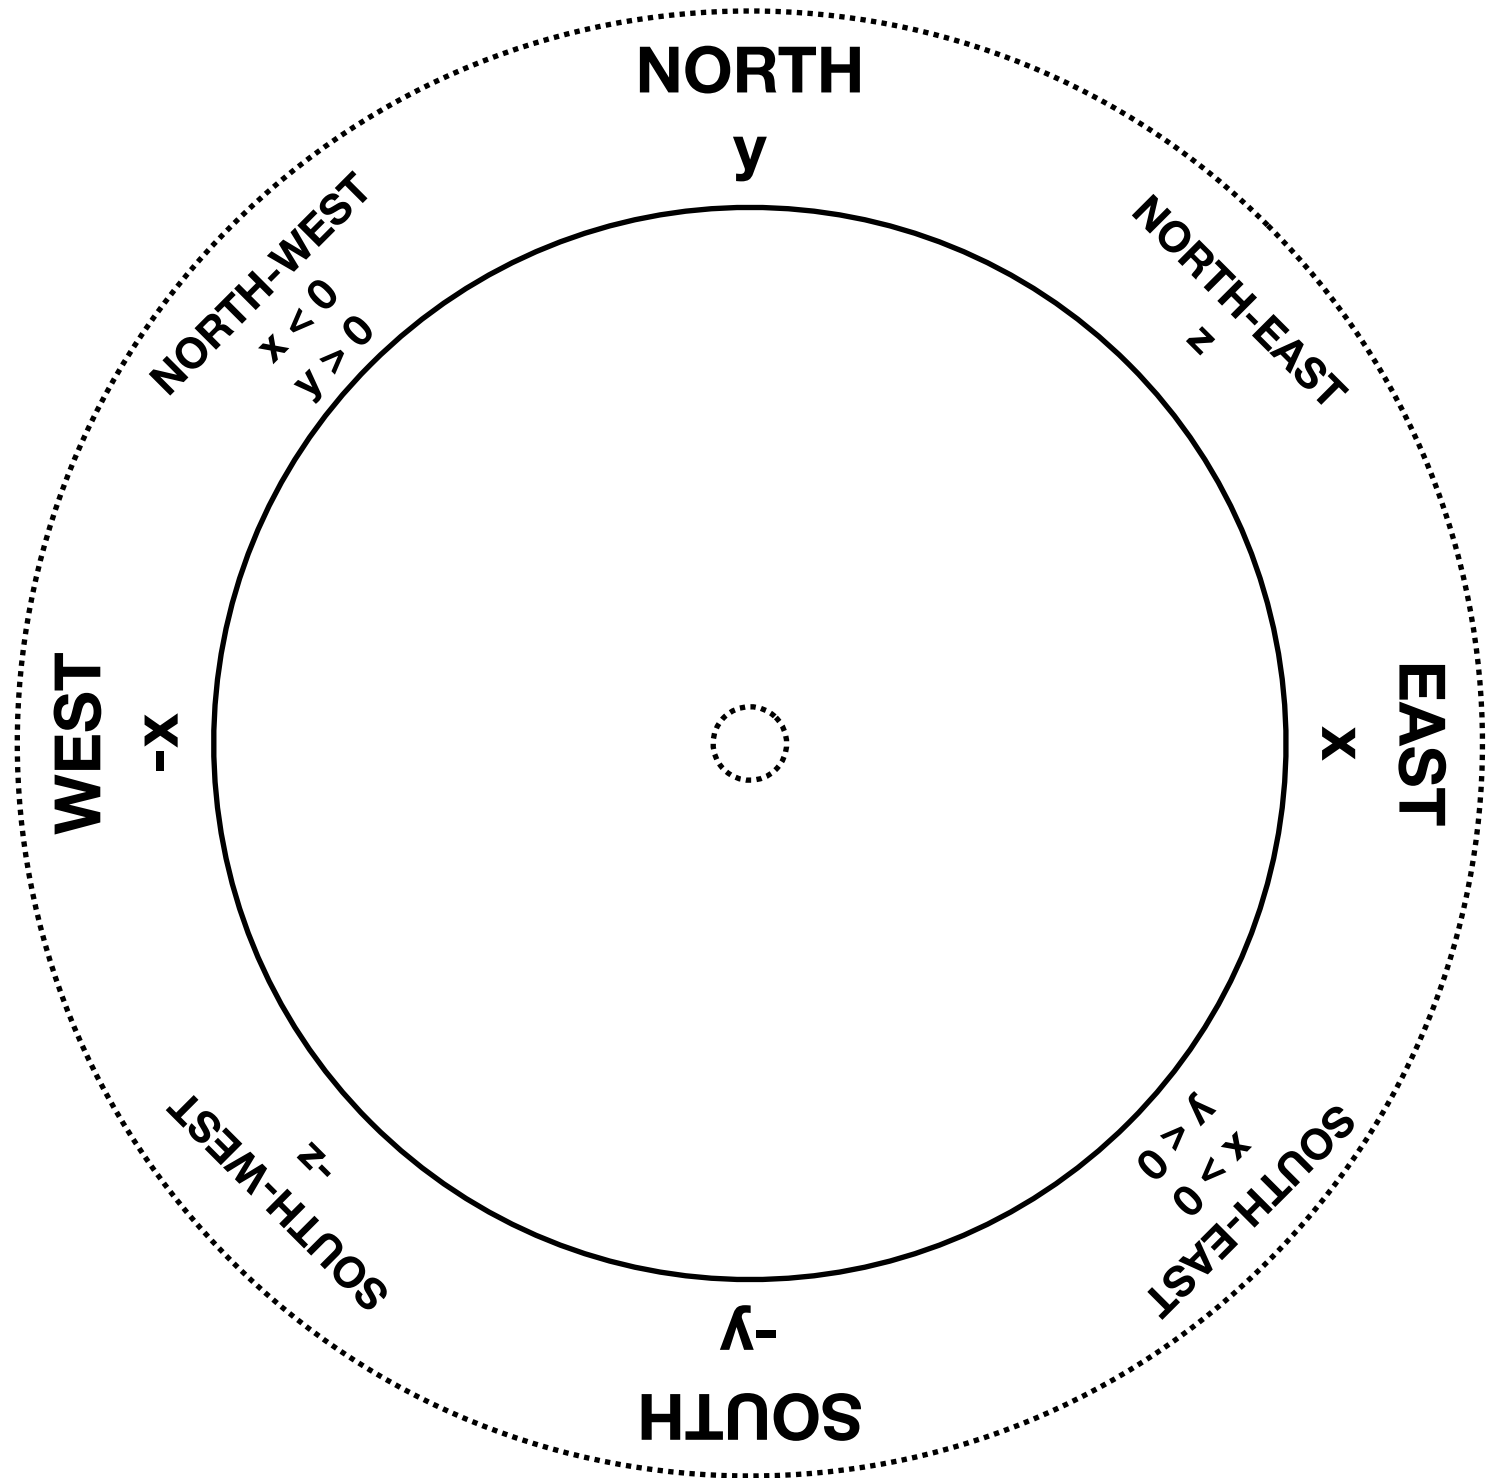 NORTH
y
NORTH-EAST
z
EAST
x
SOUTH-EAST
x > 0
y < 0
SOUTH
-y
SOUTH-WEST
-z
WEST
-x
NORTH-WEST
x < 0
y > 0